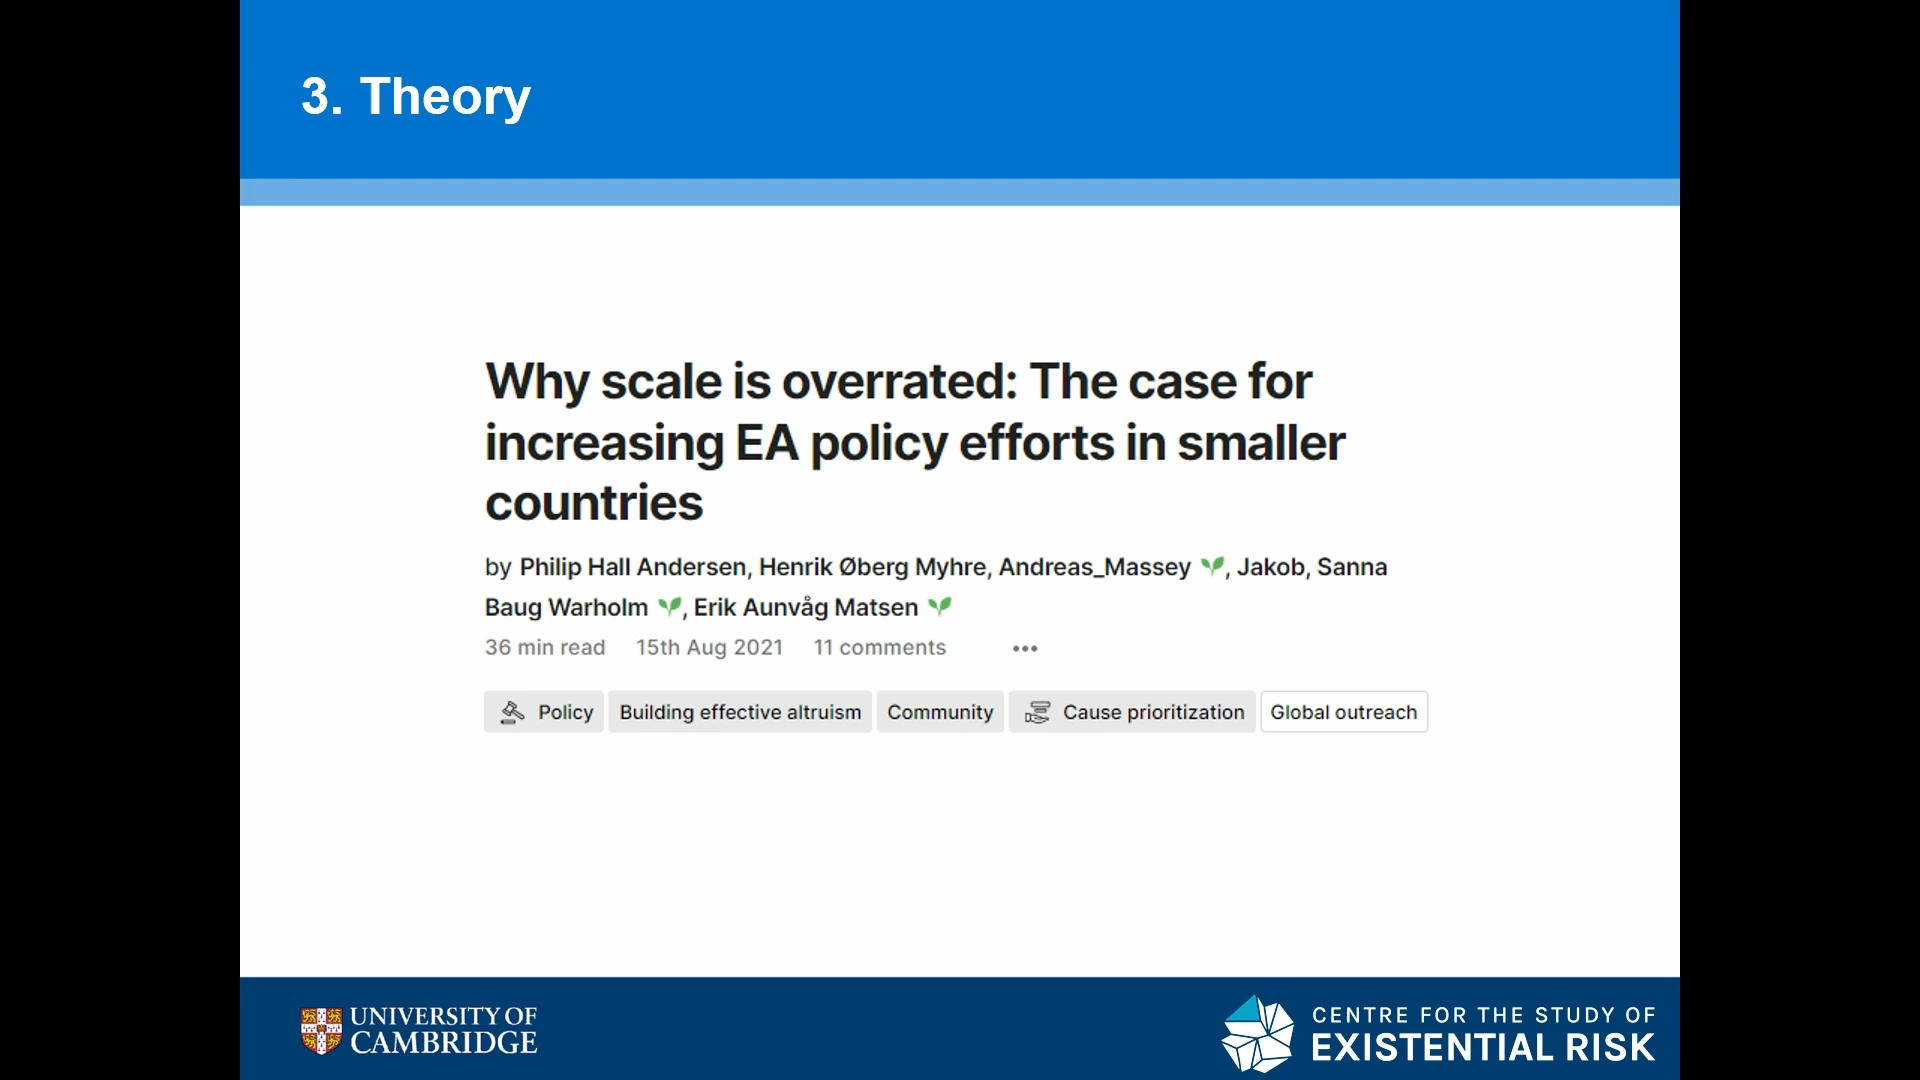 3. Theory
Why scale is overrated: The case for
increasing EA policy efforts in smaller
countries
by Philip Hall Andersen, Henrik Øberg Myhre, Andreas_Massey , Jakob, Sanna
Baug Warholm , Erik Aunvåg Matsen
36 min read 15th Aug 2021 11 comments •••
Policy Building effective altruism Community Cause prioritization Global outreach
UNIVERSITY OF
CAMBRIDGE
CENTRE FOR THE STUDY OF
EXISTENTIAL RISK